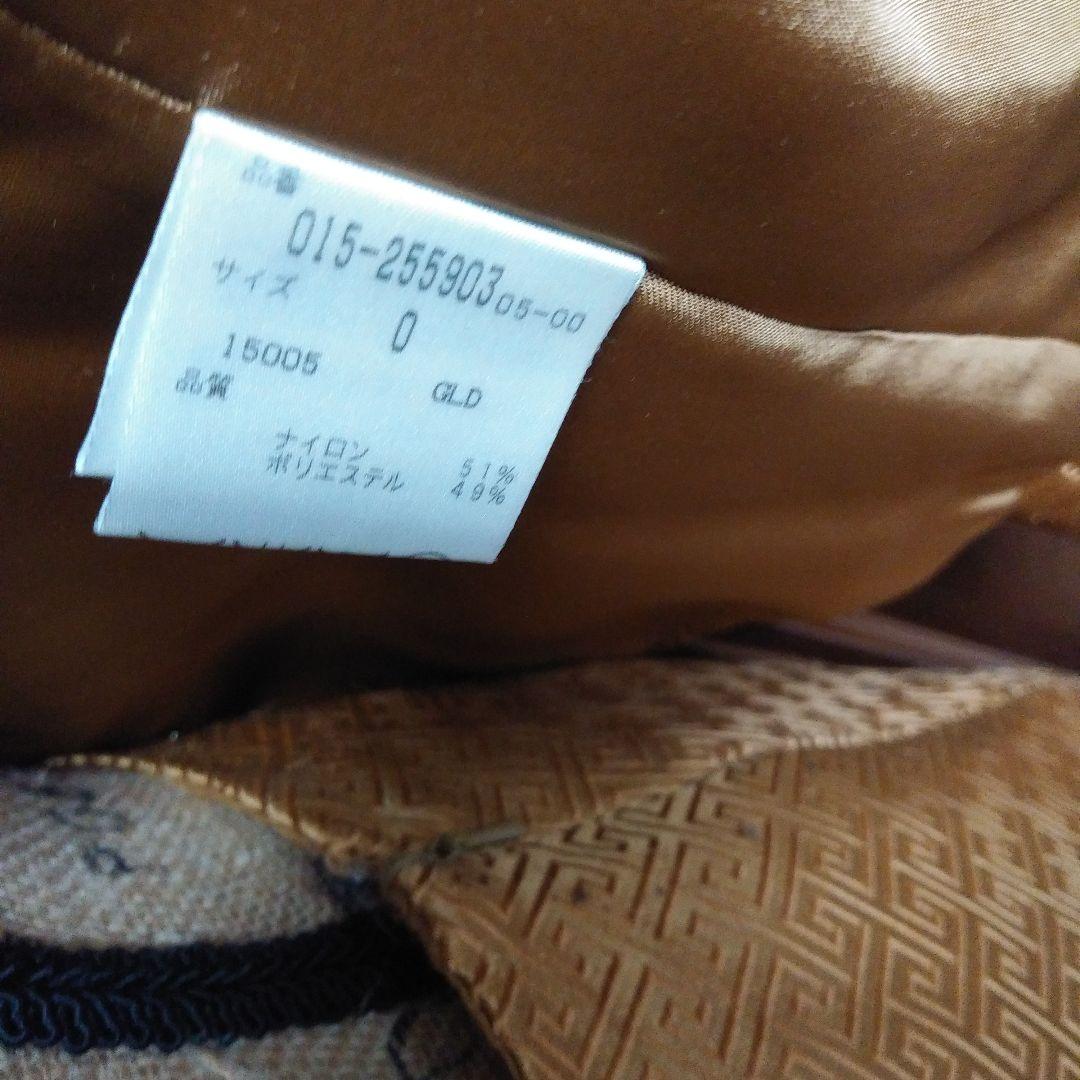 品番
015-255903 05-00
サイズ 0
15005 GLD
品質
ナイロン 51%
ポリエステル 49%